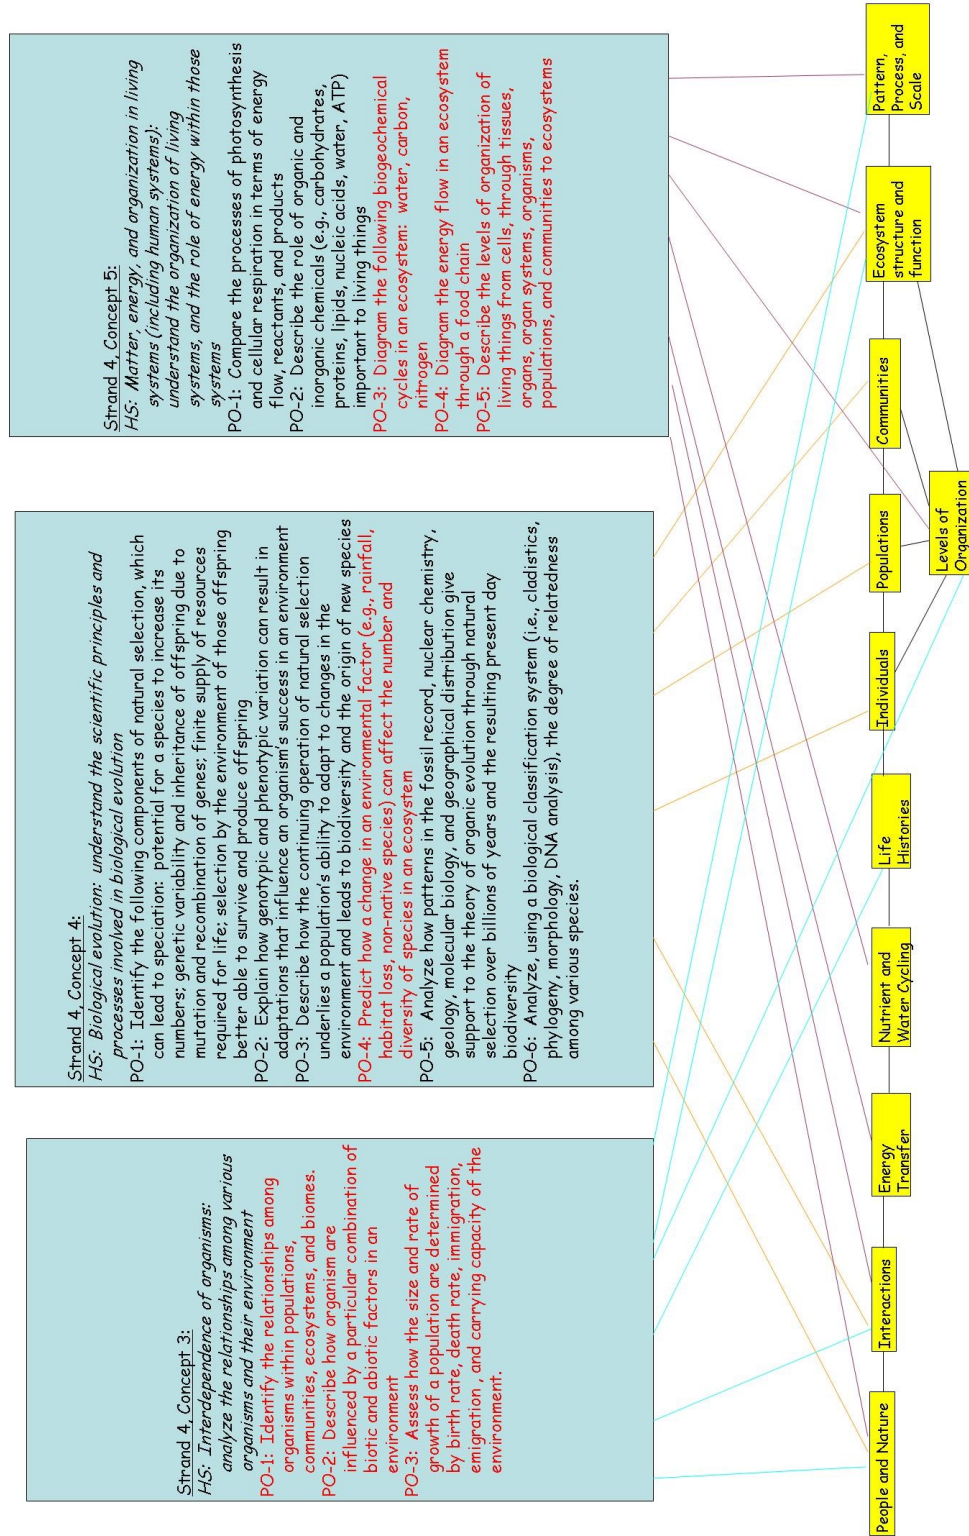 Strand 4, Concept 3:
HS: Interdependence of organisms:
analyze the relationships among various
organisms and their environment
PO-1: Identify the relationships among
organisms within populations,
communities, ecosystems, and biomes.
PO-2: Describe how organism are
influenced by a particular combination of
biotic and abiotic factors in an
environment
PO-3: Assess how the size and rate of
growth of a population are determined
by birth rate, death rate, immigration,
emigration , and carrying capacity of the
environment.
Strand 4, Concept 4:
HS: Biological evolution: understand the scientific principles and
processes involved in biological evolution
PO-1: Identify the following components of natural selection, which
can lead to speciation: potential for a species to increase its
numbers; genetic variability and inheritance of offspring due to
mutation and recombination of genes; finite supply of resources
required for life; selection by the environment of those offspring
better able to survive and produce offspring
PO-2: Explain how genotypic and phenotypic variation can result in
adaptations that influence an organism's success in an environment
PO-3: Describe how the continuing operation of natural selection
underlies a population's ability to adapt to changes in the
environment and leads to biodiversity and the origin of new species
PO-4: Predict how a change in an environmental factor (e.g., rainfall,
habitat loss, non-native species) can affect the number and
diversity of species in an ecosystem
PO-5: Analyze how patterns in the fossil record, nuclear chemistry,
geology, molecular biology, and geographical distribution give
support to the theory of organic evolution through natural
selection over billions of years and the resulting present day
biodiversity
PO-6: Analyze, using a biological classification system (i.e., cladistics,
phylogeny, morphology, DNA analysis), the degree of relatedness
among various species.
Strand 4, Concept 5:
HS: Matter, energy, and organization in living
systems (including human systems):
understand the organization of living
systems, and the role of energy within those
systems
PO-1: Compare the processes of photosynthesis
and cellular respiration in terms of energy
flow, reactants, and products
PO-2: Describe the role of organic and
inorganic chemicals (e.g., carbohydrates,
proteins, lipids, nucleic acids, water, ATP)
important to living things
PO-3: Diagram the following biogeochemical
cycles in an ecosystem: water, carbon,
nitrogen
PO-4: Diagram the energy flow in an ecosystem
through a food chain
PO-5: Describe the levels of organization of
living things from cells, through tissues,
organs, organ systems, organisms,
populations, and communities to ecosystems
People and Nature
Interactions
Energy
Transfer
Nutrient and
Water Cycling
Life
Histories
Individuals
Populations
Communities
Ecosystem
structure and
function
Pattern,
Process, and
Scale
Levels of
Organization